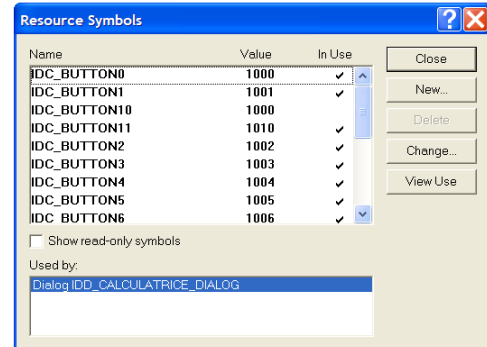 Resource Symbols
Name Value In Use
IDC_BUTTON0 1000 ✓
IDC_BUTTON1 1001 ✓
IDC_BUTTON10 1000
IDC_BUTTON11 1010 ✓
IDC_BUTTON2 1002 ✓
IDC_BUTTON3 1003 ✓
IDC_BUTTON4 1004 ✓
IDC_BUTTON5 1005 ✓
IDC_BUTTON6 1006 ✓
Close
New...
Delete
Change...
View Use
Show read-only symbols
Used by:
Dialog IDD_CALCULATRICE_DIALOG